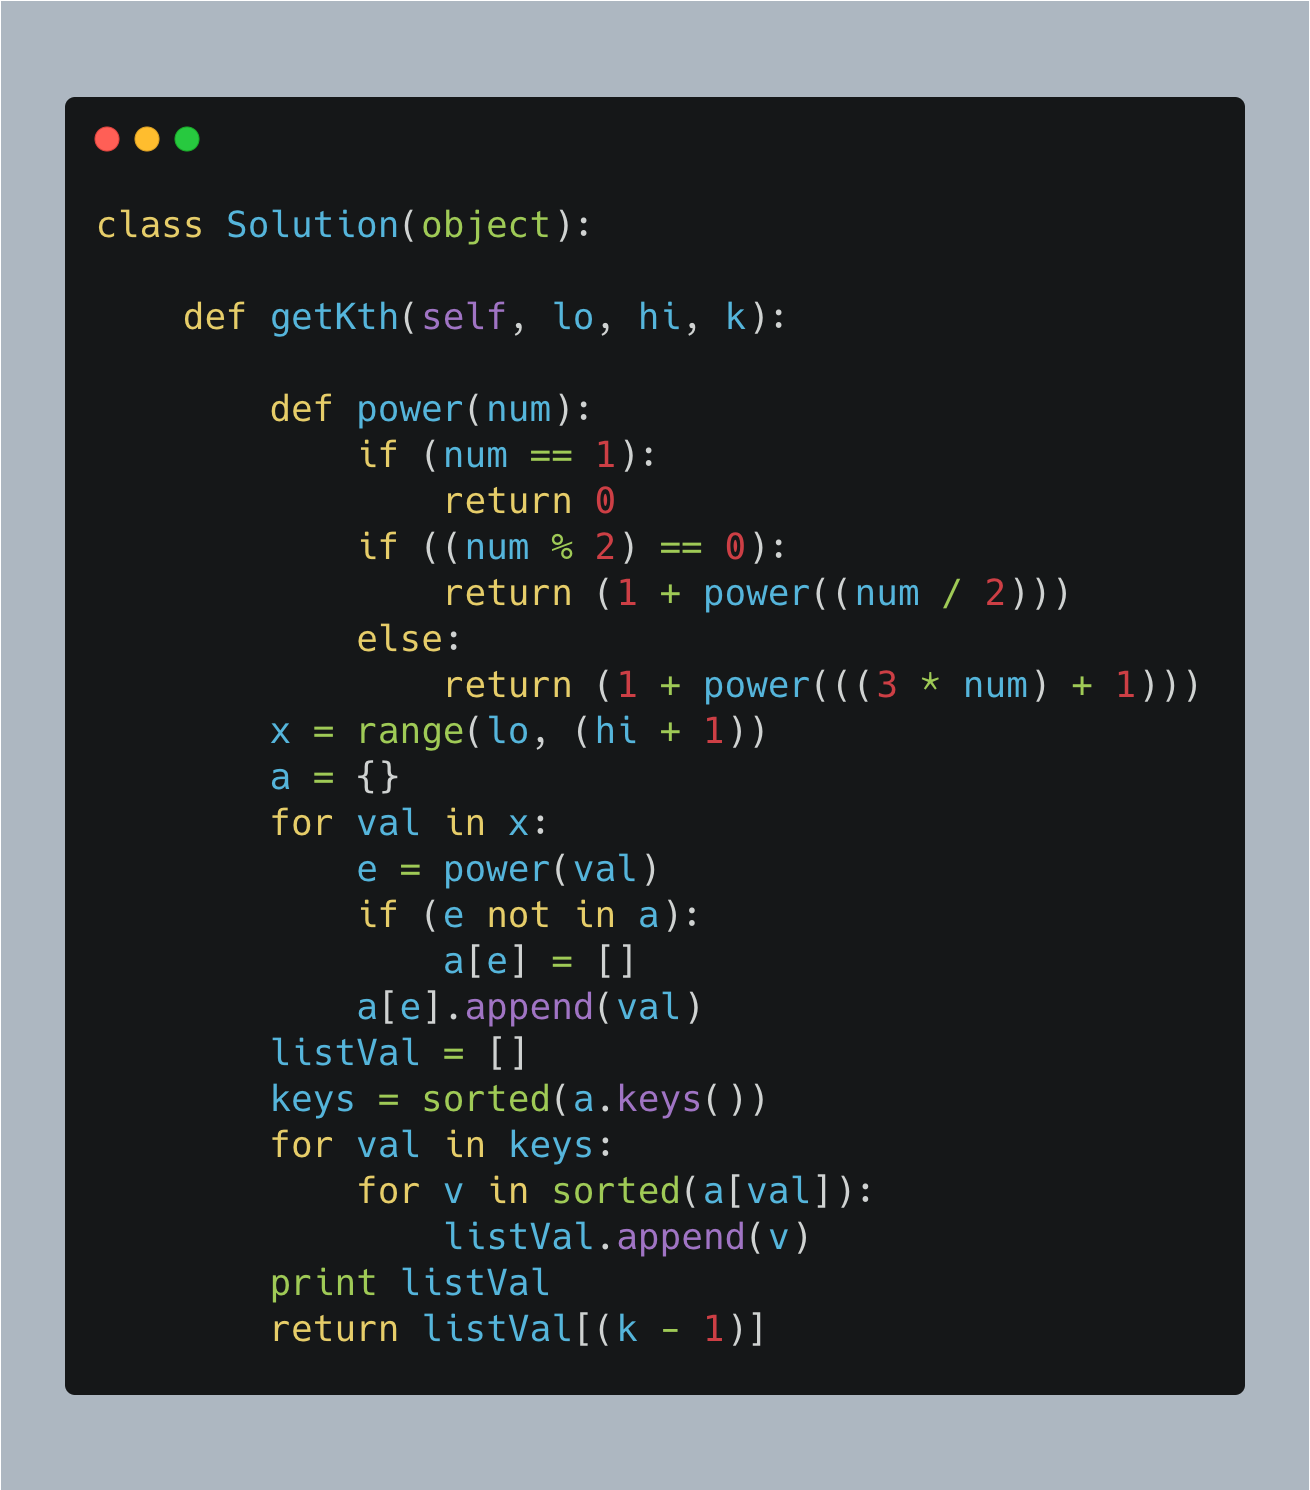 class Solution(object):

    def getKth(self, lo, hi, k):

        def power(num):
            if (num == 1):
                return 0
            if ((num % 2) == 0):
                return (1 + power((num / 2)))
            else:
                return (1 + power(((3 * num) + 1)))
        x = range(lo, (hi + 1))
        a = {}
        for val in x:
            e = power(val)
            if (e not in a):
                a[e] = []
            a[e].append(val)
        listVal = []
        keys = sorted(a.keys())
        for val in keys:
            for v in sorted(a[val]):
                listVal.append(v)
        print listVal
        return listVal[(k - 1)]